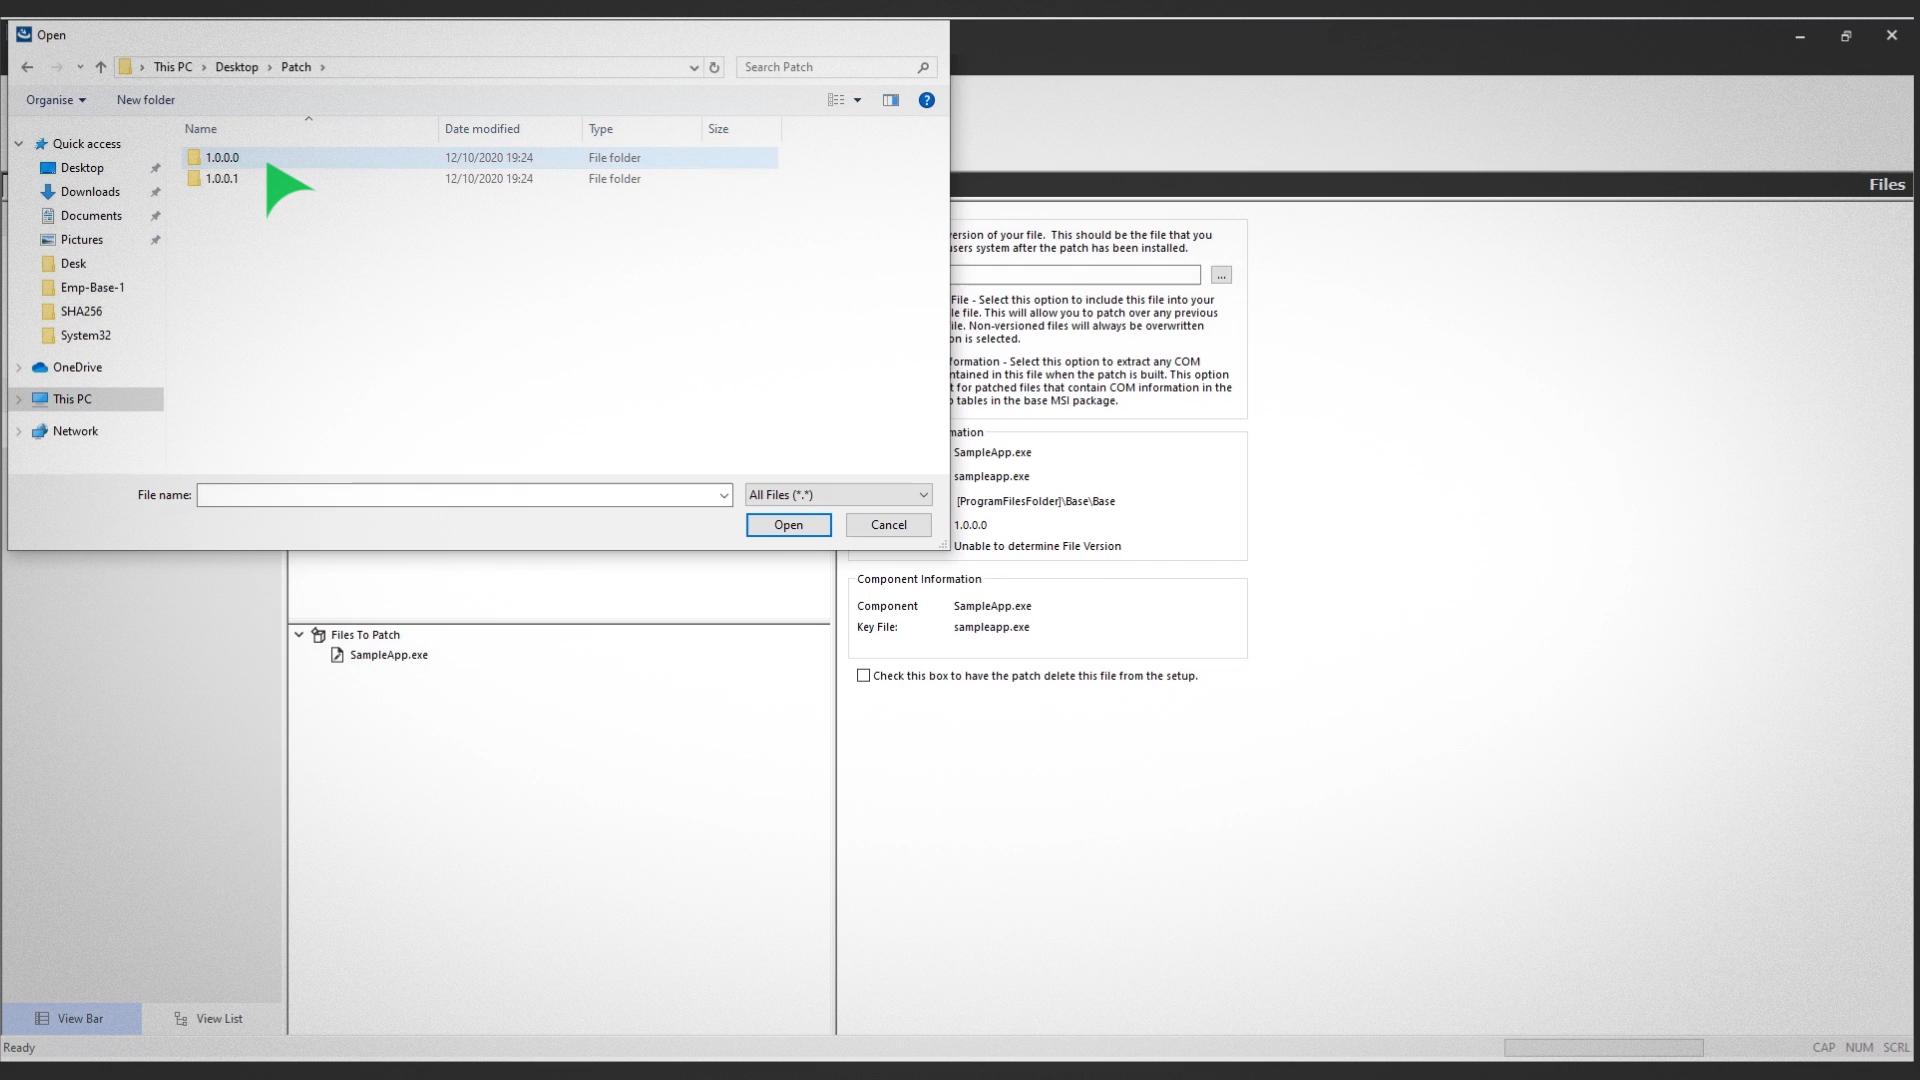 Open
This PC > Desktop > Patch >
Search Patch
Organise
New folder
Name
Date modified
Type
Size
1.0.0.0
12/10/2020 19:24
File folder
1.0.0.1
12/10/2020 19:24
File folder
Quick access
Desktop
Downloads
Documents
Pictures
Desk
Emp-Base-1
SHA256
System32
OneDrive
This PC
Network
File name:
All Files (*.*)
Open
Cancel
Files
ersion of your file. This should be the file that you
sers system after the patch has been installed.
...
File - Select this option to include this file into your
le file. This will allow you to patch over any previous
ile. Non-versioned files will always be overwritten
on is selected.
formation - Select this option to extract any COM
ntained in this file when the patch is built. This option
t for patched files that contain COM information in the
tables in the base MSI package.
mation
SampleApp.exe
sampleapp.exe
[ProgramFilesFolder]\Base\Base
1.0.0.0
Unable to determine File Version
Component Information
Component SampleApp.exe
Key File: sampleapp.exe
Check this box to have the patch delete this file from the setup.
Files To Patch
SampleApp.exe
View Bar
View List
Ready
CAP NUM SCRL